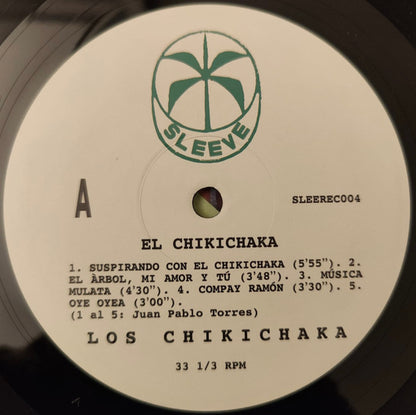 SLEEVE
A
SLEEREC004
EL CHIKICHAKA
1. SUSPIRANDO CON EL CHIKICHAKA (5'55"). 2.
EL ÀRBOL, MI AMOR Y TÚ (3'48"). 3. MÚSICA
MULATA (4'30"). 4. COMPAY RAMÓN (3'30"). 5.
OYE OYEA (3'00").
(1 al 5: Juan Pablo Torres)
LOS CHIKICHAKA
33 1/3 RPM